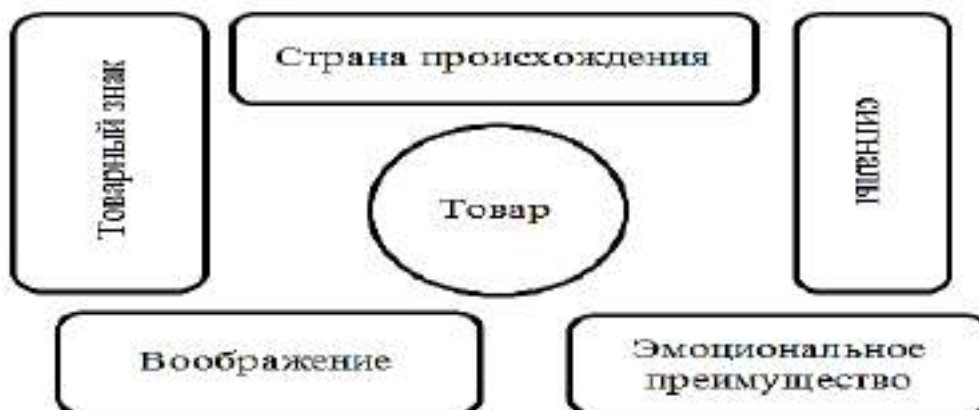 Товарный знак
Страна происхождения
сигналы
Товар
Воображение
Эмоциональное
преимущество